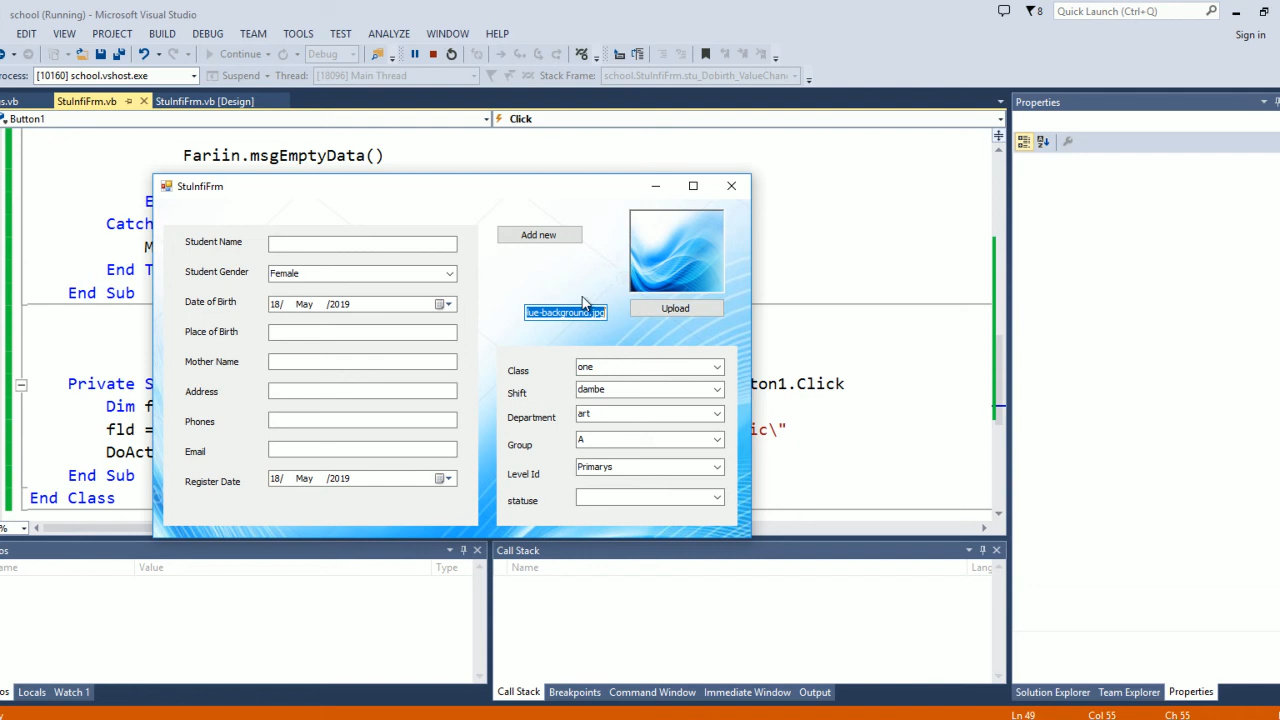 school (Running) - Microsoft Visual Studio
8
Quick Launch (Ctrl+Q)
EDIT VIEW PROJECT BUILD DEBUG TEAM TOOLS TEST ANALYZE WINDOW HELP
Sign in
Continue Debug
[10160] school.vshost.exe Suspend Thread: [18096] Main Thread Stack Frame: school.StuInfiFrm.stu_Dobirth_ValueChan
StuInfiFrm.vb StuInfiFrm.vb [Design]
Properties
Button1 Click
Fariin.msgEmptyData()
E
Catch
M
End T
End Sub
Private S
ton1.Click
Dim f
fld =
ic\"
DoAct
End Sub
End Class
StuInfiFrm
Student Name
Student Gender Female
Date of Birth 18/ May /2019
Place of Birth
Mother Name
Address
Phones
Email
Register Date 18/ May /2019
Add new
lue-background.jpg
Upload
Class one
Shift dambe
Department art
Group A
Level Id Primarys
statuse
%
Value Type
Call Stack
Name Lang
Locals Watch 1
Call Stack Breakpoints Command Window Immediate Window Output
Solution Explorer Team Explorer Properties
Ln 49 Col 55 Ch 55